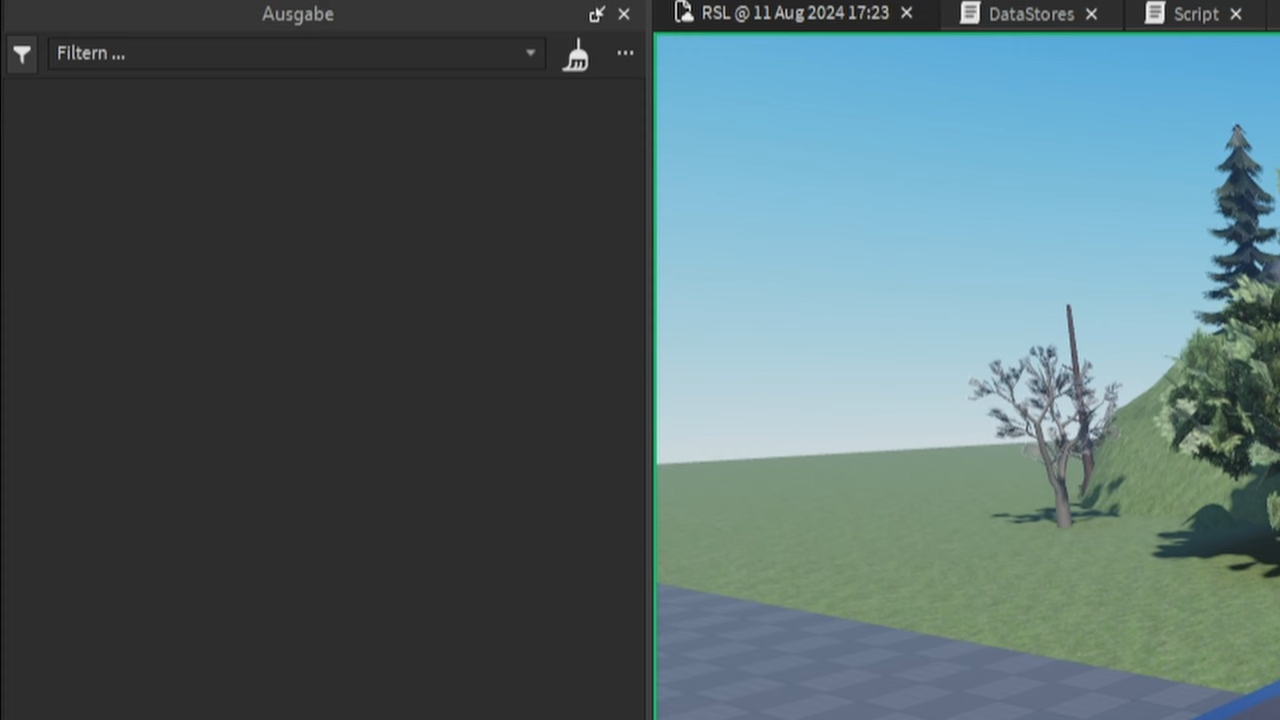 Ausgabe
Filtern ...
RSL @ 11 Aug 2024 17:23
DataStores
Script